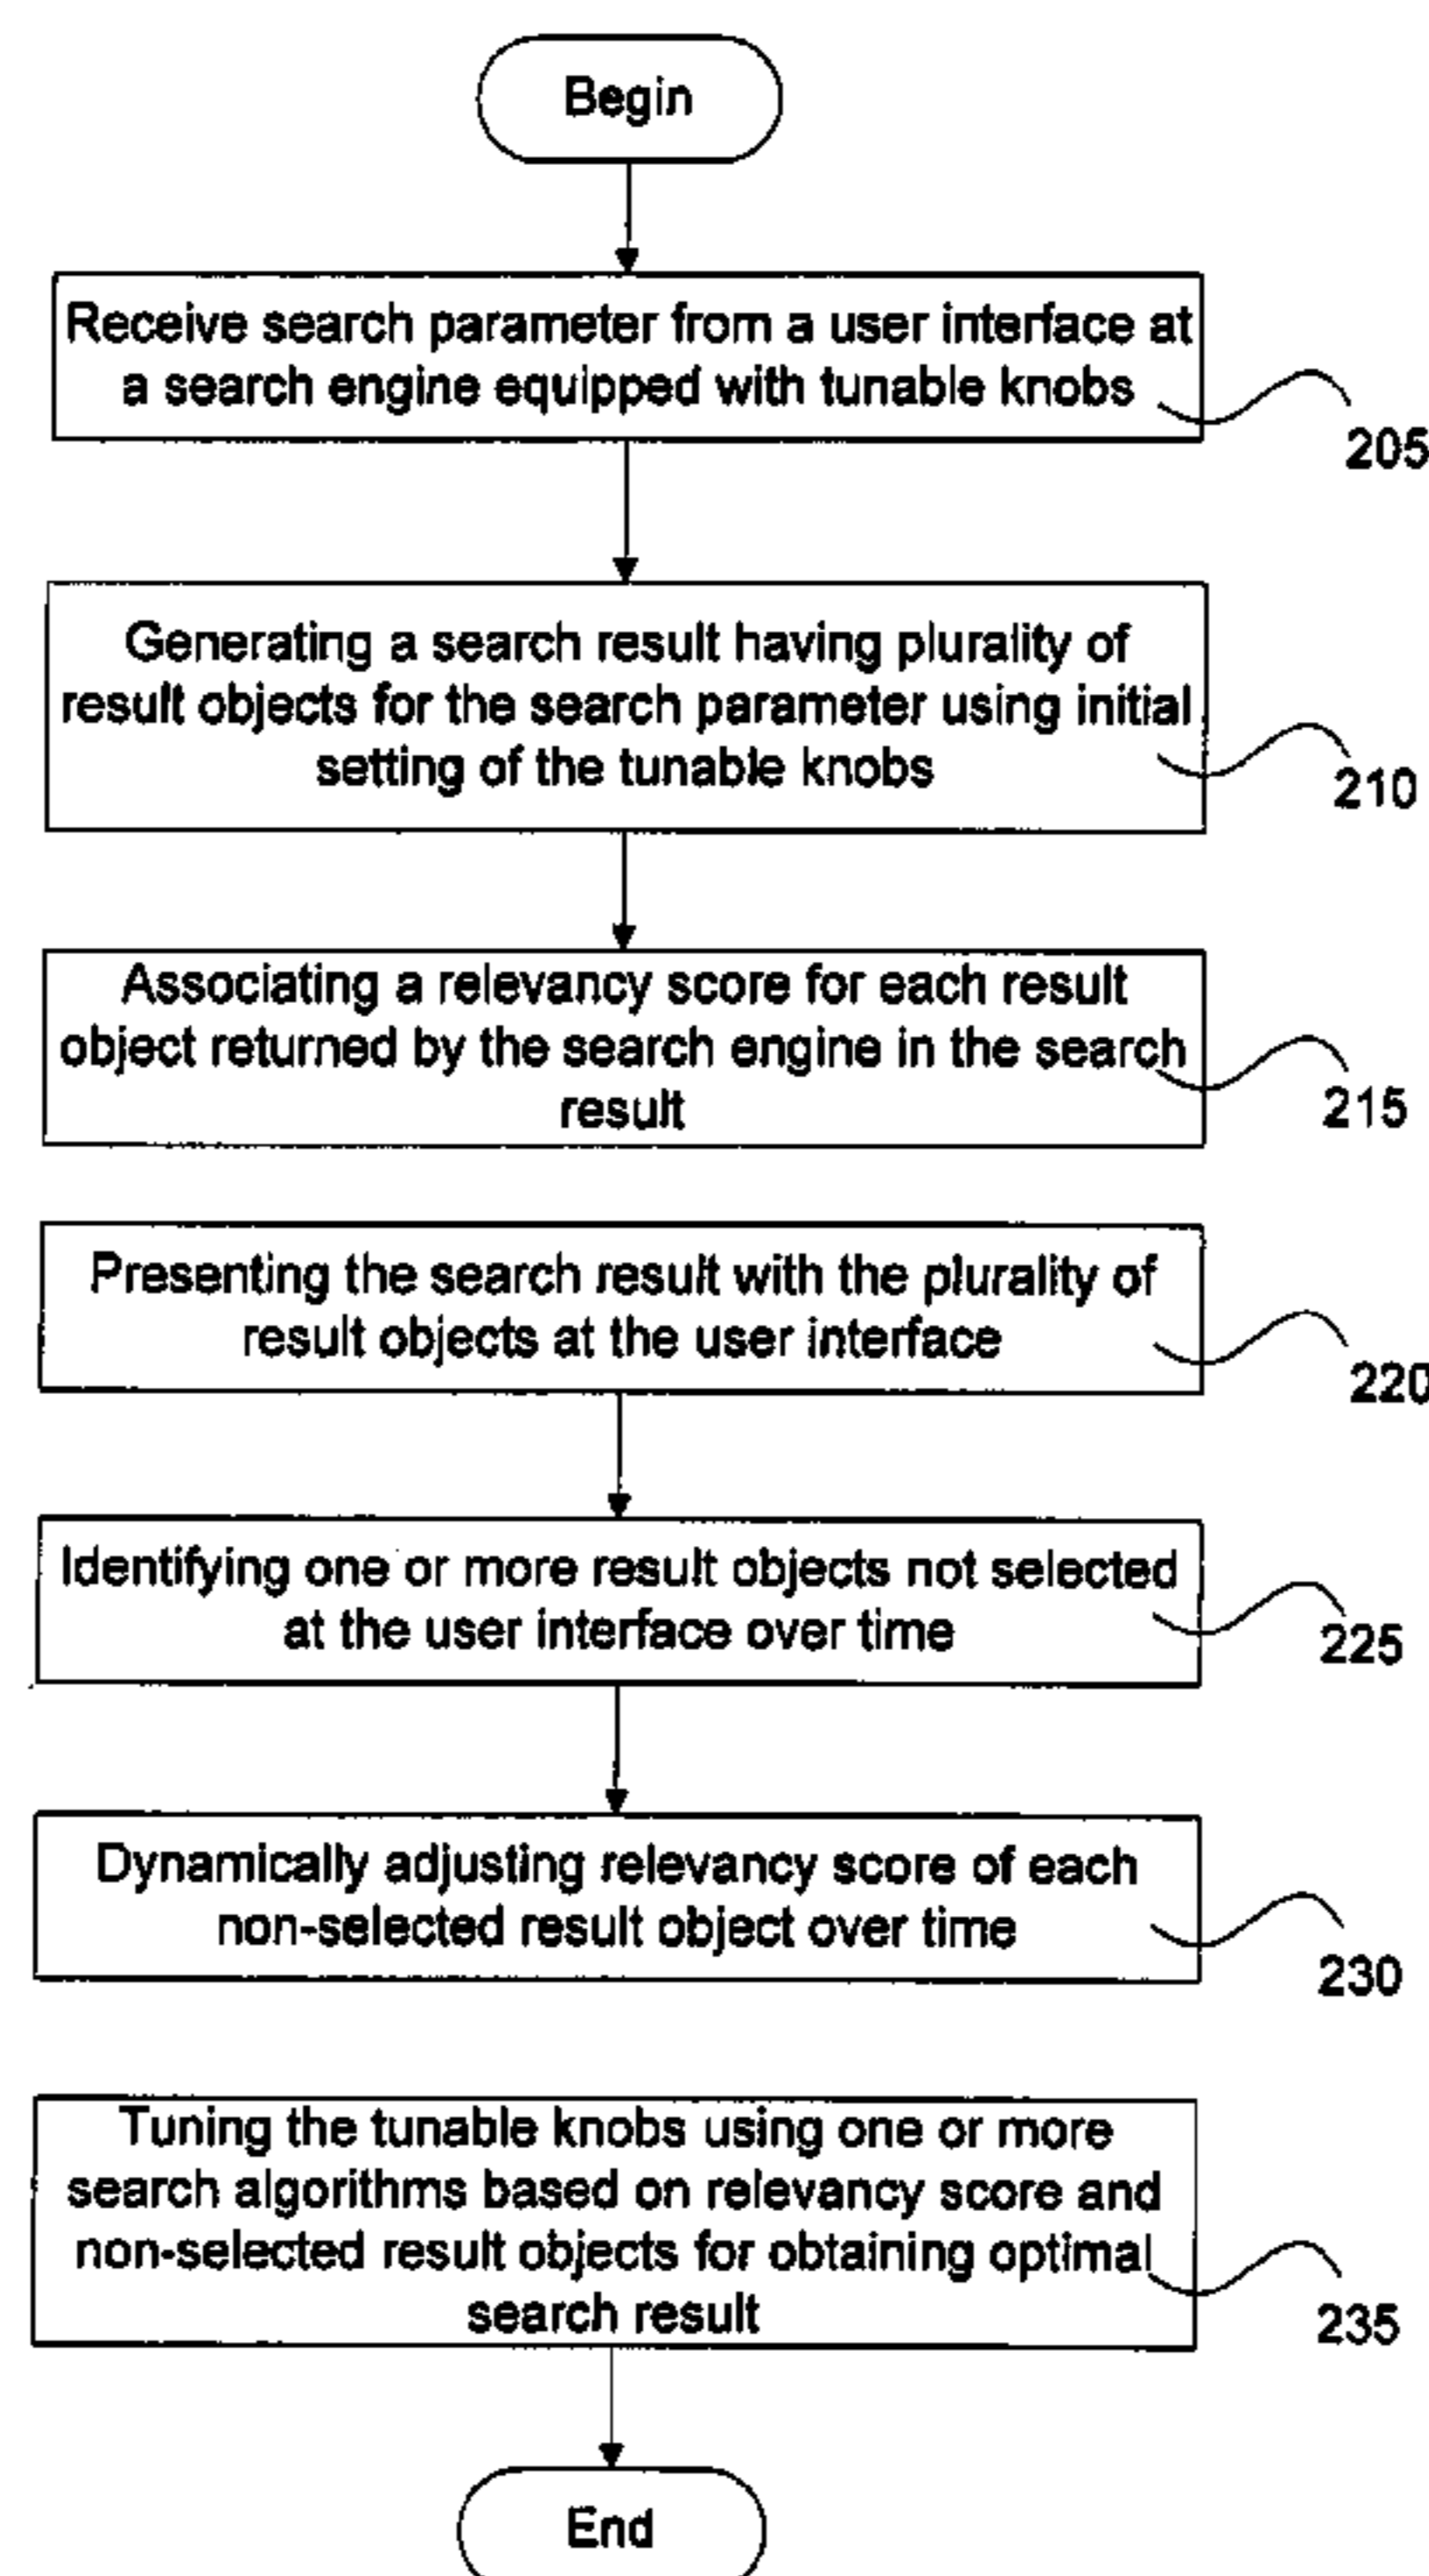 Begin
Receive search parameter from a user interface at
a search engine equipped with tunable knobs
205
Generating a search result having plurality of
result objects for the search parameter using initial
setting of the tunable knobs
210
Associating a relevancy score for each result
object returned by the search engine in the search
result
215
Presenting the search result with the plurality of
result objects at the user interface
220
Identifying one or more result objects not selected
at the user interface over time
225
Dynamically adjusting relevancy score of each
non-selected result object over time
230
Tuning the tunable knobs using one or more
search algorithms based on relevancy score and
non-selected result objects for obtaining optimal
search result
235
End